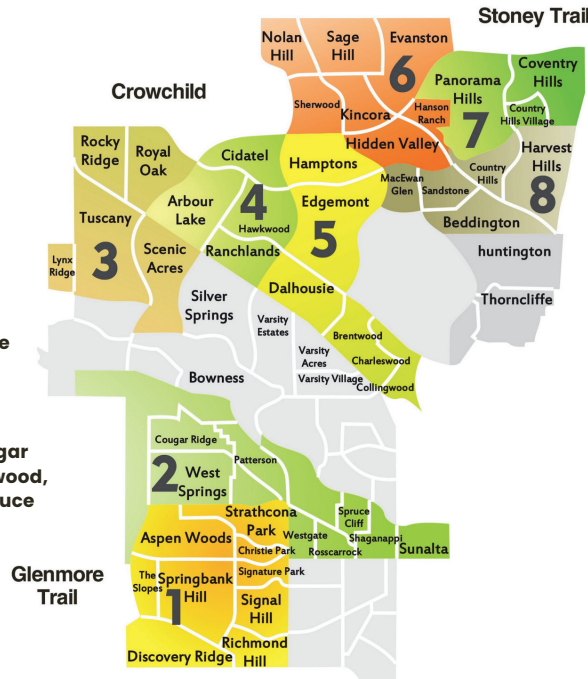 Stoney Trail
Nolan
Hill
Sage
Hill
Evanston
6
Coventry
Hills
Panorama
Hills
Crowchild
Sherwood
Kincora
Hanson
Ranch
7
Country
Hills Village
Rocky
Ridge
Royal
Oak
Cidatel
Hamptons
Hidden Valley
Harvest
Hills
8
MacEwan
Glen
Sandstone
Country
Hills
Arbour
Lake
4
Hawkwood
Edgemont
5
Tuscany
3
Beddington
Lynx
Ridge
Scenic
Acres
Ranchlands
huntington
Dalhousie
Thorncliffe
Silver
Springs
Varsity
Estates
Brentwood
e
Varsity
Acres
Charleswood
Bowness
Varsity Village
Collingwood
gar
wood,
uce
Cougar Ridge
2
West
Springs
Patterson
Strathcona
Park
Spruce
Cliff
Aspen Woods
Westgate
Shaganappi
Christie Park
Rosscarrock
Sunalta
Glenmore
Trail
The
Slopes
Springbank
Hill
1
Signature Park
Signal
Hill
Richmond
Hill
Discovery Ridge